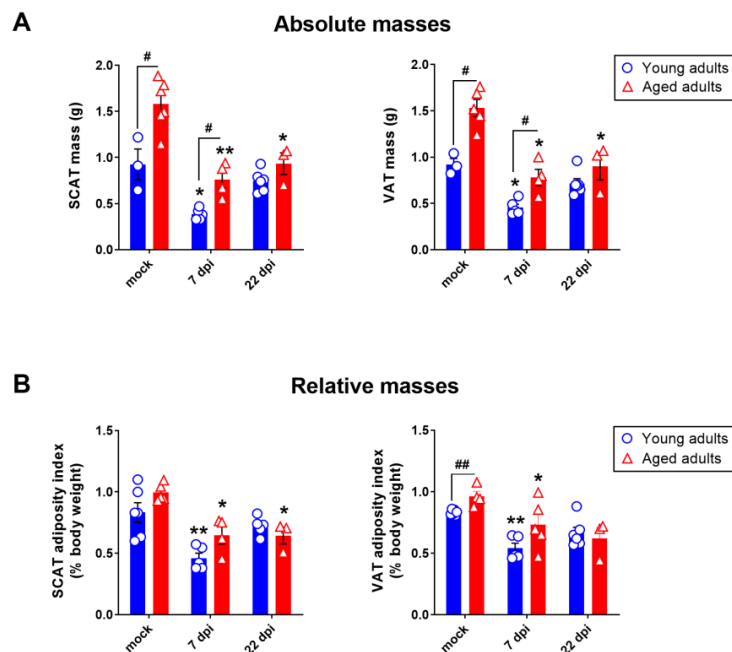 A
Absolute masses
Young adults
Aged adults
SCAT mass (g)
2.0
1.5
1.0
0.5
0.0
#
#
*
**
*
mock
7 dpi
22 dpi
VAT mass (g)
2.0
1.5
1.0
0.5
0.0
#
#
*
*
*
mock
7 dpi
22 dpi
B
Relative masses
Young adults
Aged adults
SCAT adiposity index
(% body weight)
1.5
1.0
0.5
0.0
**
*
*
mock
7 dpi
22 dpi
VAT adiposity index
(% body weight)
1.5
1.0
0.5
0.0
##
**
*
mock
7 dpi
22 dpi